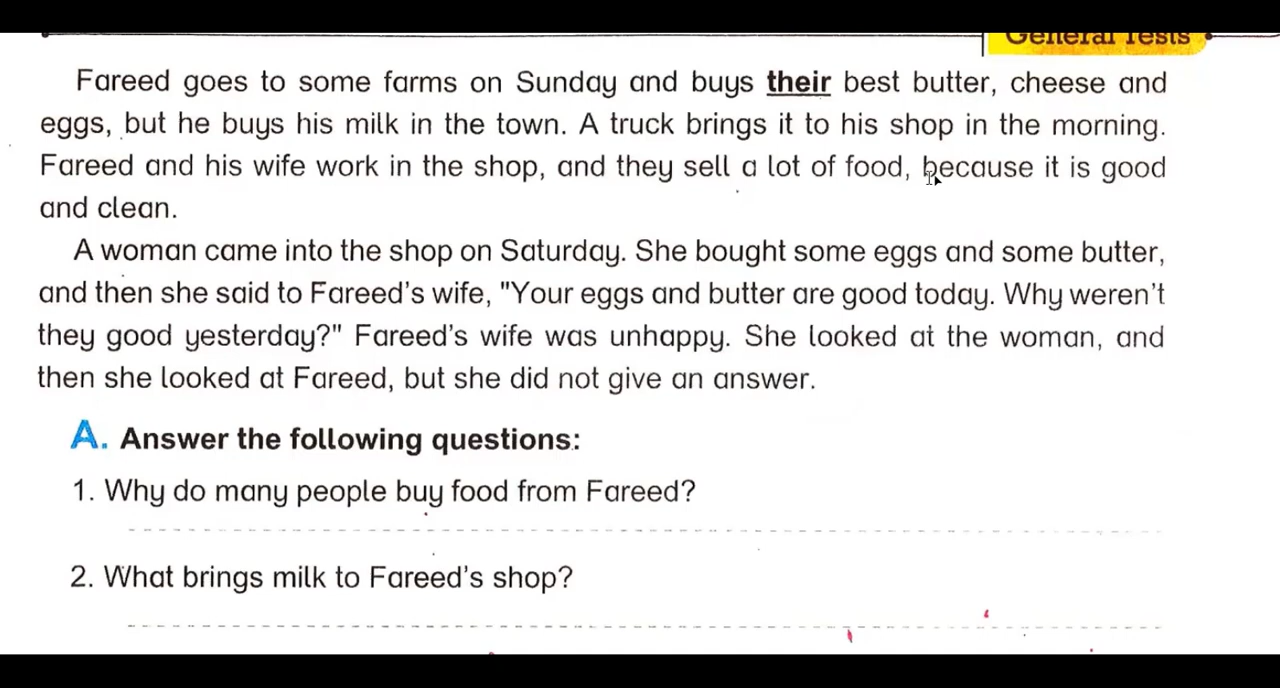 General Tests
Fareed goes to some farms on Sunday and buys their best butter, cheese and
eggs, but he buys his milk in the town. A truck brings it to his shop in the morning.
Fareed and his wife work in the shop, and they sell a lot of food, because it is good
and clean.
A woman came into the shop on Saturday. She bought some eggs and some butter,
and then she said to Fareed's wife, "Your eggs and butter are good today. Why weren't
they good yesterday?" Fareed's wife was unhappy. She looked at the woman, and
then she looked at Fareed, but she did not give an answer.
A. Answer the following questions:
1. Why do many people buy food from Fareed?
2. What brings milk to Fareed's shop?